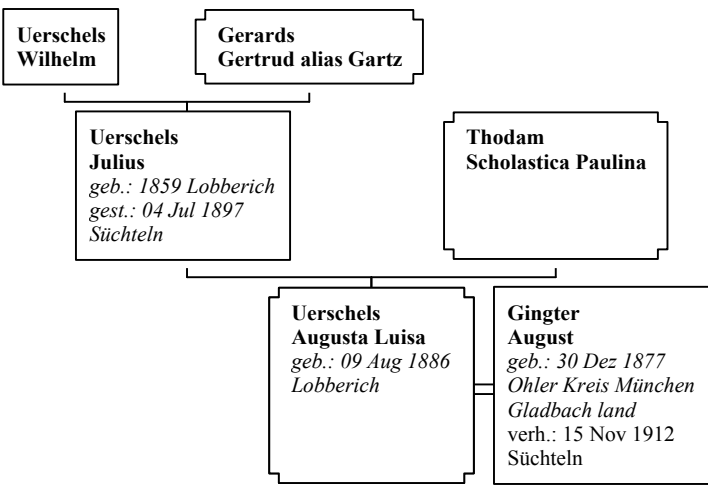 Uerschels
Wilhelm
Gerards
Gertrud alias Gartz
Uerschels
Julius
geb.: 1859 Lobberich
gest.: 04 Jul 1897
Süchteln
Thodam
Scholastica Paulina
Uerschels
Augusta Luisa
geb.: 09 Aug 1886
Lobberich
Gingter
August
geb.: 30 Dez 1877
Ohler Kreis München
Gladbach land
verh.: 15 Nov 1912
Süchteln